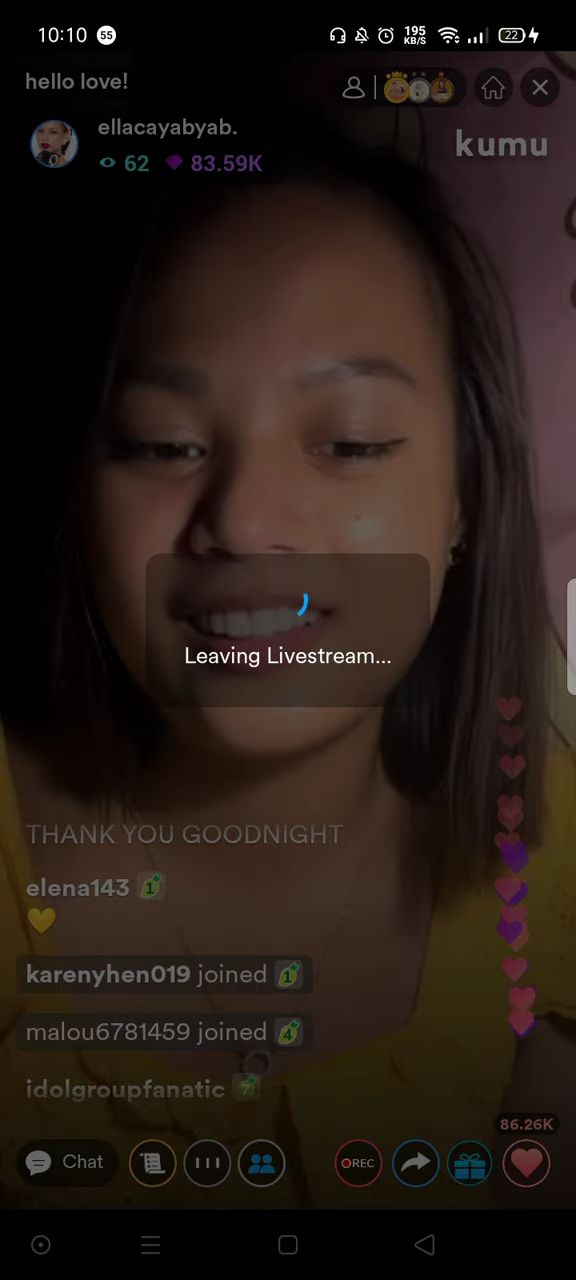 10:10 55 195 KB/S 22
hello love!
ellacayabyab.
62 83.59K
kumu
Leaving Livestream...
THANK YOU GOODNIGHT
elena143 1
karenyhen019 joined 1
malou6781459 joined 4
idolgroupfanatic 7
86.26K
Chat REC